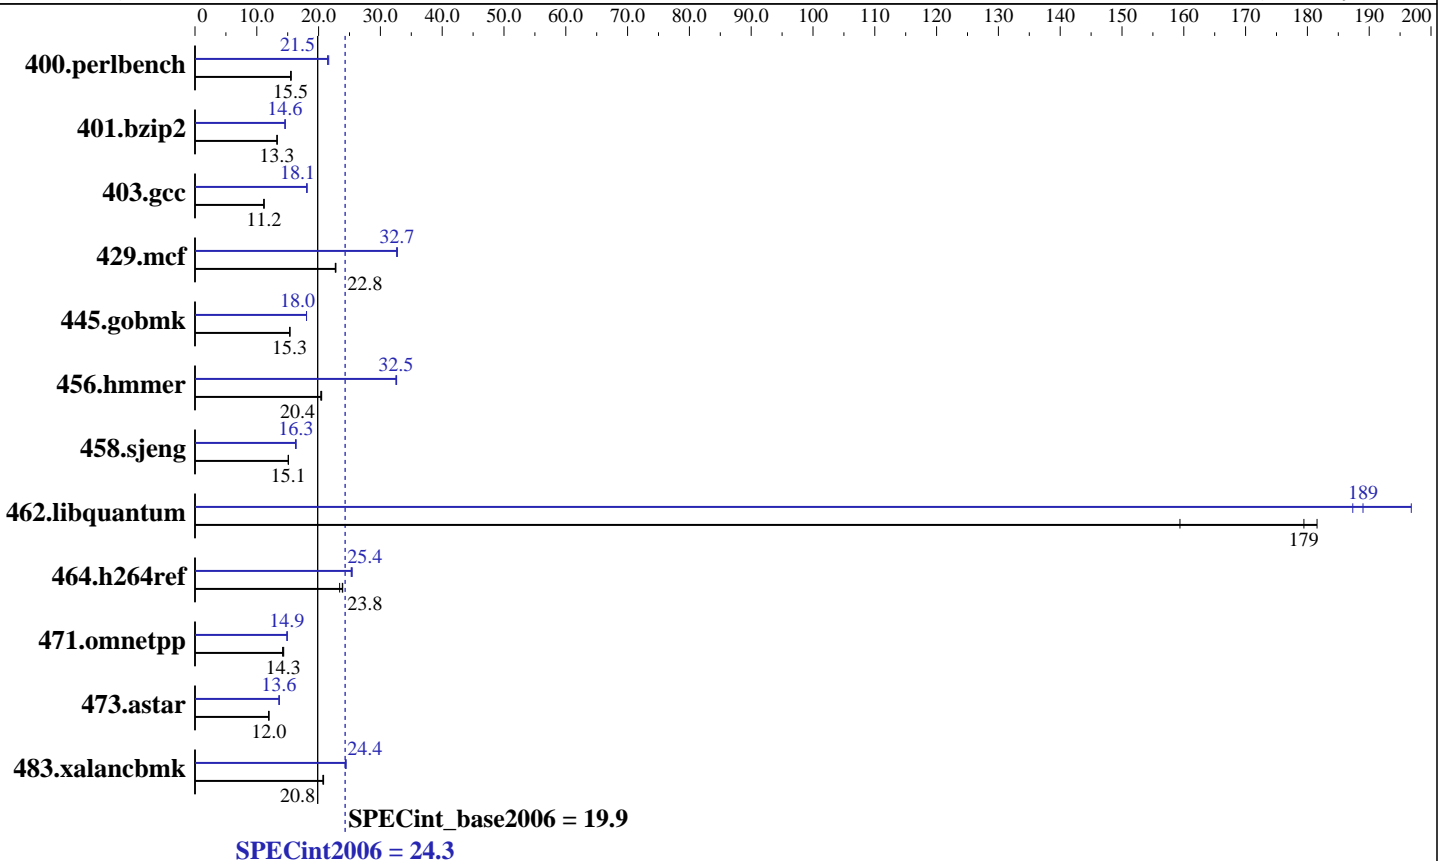 0 10.0 20.0 30.0 40.0 50.0 60.0 70.0 80.0 90.0 100 110 120 130 140 150 160 170 180 190 200
21.5
400.perlbench
15.5
14.6
401.bzip2
13.3
18.1
403.gcc
11.2
32.7
429.mcf
22.8
18.0
445.gobmk
15.3
32.5
456.hmmer
20.4
16.3
458.sjeng
15.1
189
462.libquantum
179
25.4
464.h264ref
23.8
14.9
471.omnetpp
14.3
13.6
473.astar
12.0
24.4
483.xalancbmk
20.8
SPECint_base2006 = 19.9
SPECint2006 = 24.3